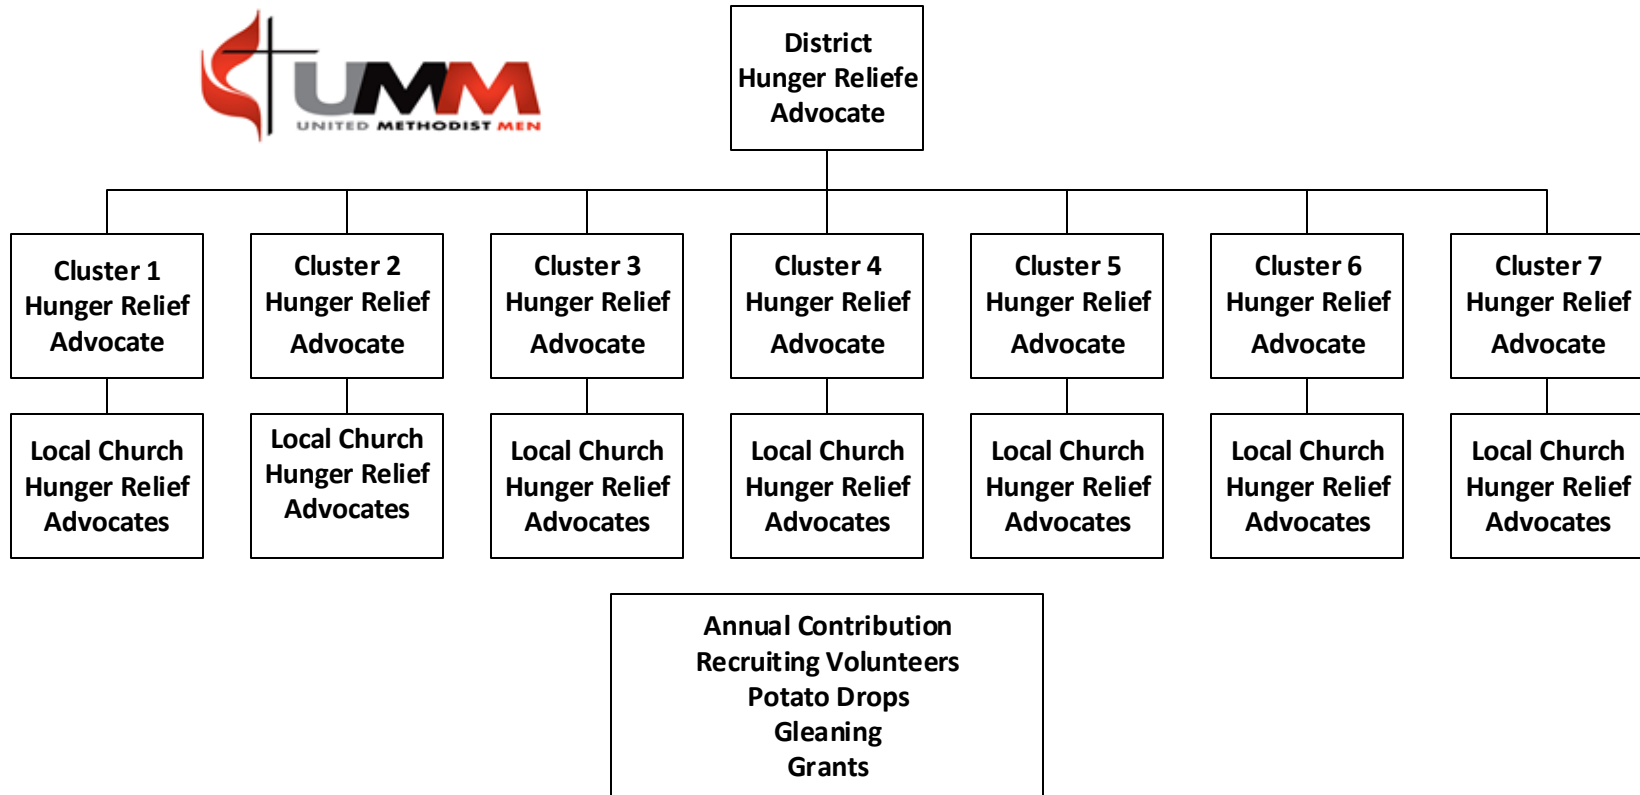 UMM
UNITED METHODIST MEN
District
Hunger Reliefe
Advocate
Cluster 1
Hunger Relief
Advocate
Cluster 2
Hunger Relief
Advocate
Cluster 3
Hunger Relief
Advocate
Cluster 4
Hunger Relief
Advocate
Cluster 5
Hunger Relief
Advocate
Cluster 6
Hunger Relief
Advocate
Cluster 7
Hunger Relief
Advocate
Local Church
Hunger Relief
Advocates
Local Church
Hunger Relief
Advocates
Local Church
Hunger Relief
Advocates
Local Church
Hunger Relief
Advocates
Local Church
Hunger Relief
Advocates
Local Church
Hunger Relief
Advocates
Local Church
Hunger Relief
Advocates
Annual Contribution
Recruiting Volunteers
Potato Drops
Gleaning
Grants